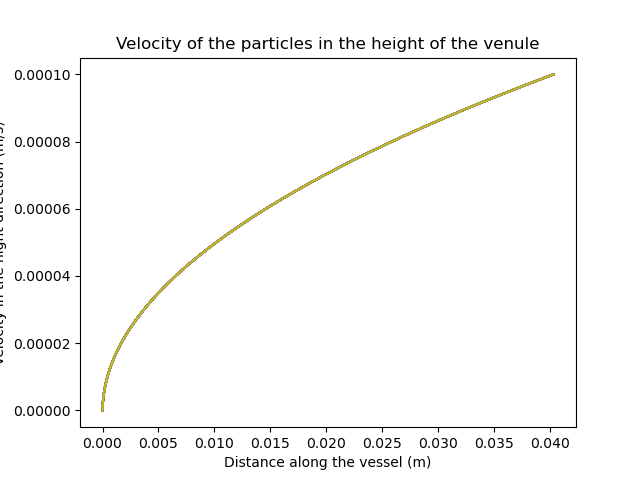 Velocity of the particles in the height of the venule
Velocity in the hight direction (m/s)
0.00010
0.00008
0.00006
0.00004
0.00002
0.00000
0.000 0.005 0.010 0.015 0.020 0.025 0.030 0.035 0.040
Distance along the vessel (m)